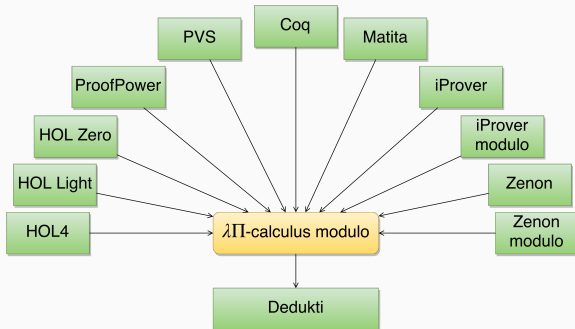 Coq
PVS
Matita
ProofPower
iProver
HOL Zero
iProver
modulo
HOL Light
Zenon
HOL4
λΠ-calculus modulo
Zenon
modulo
Dedukti